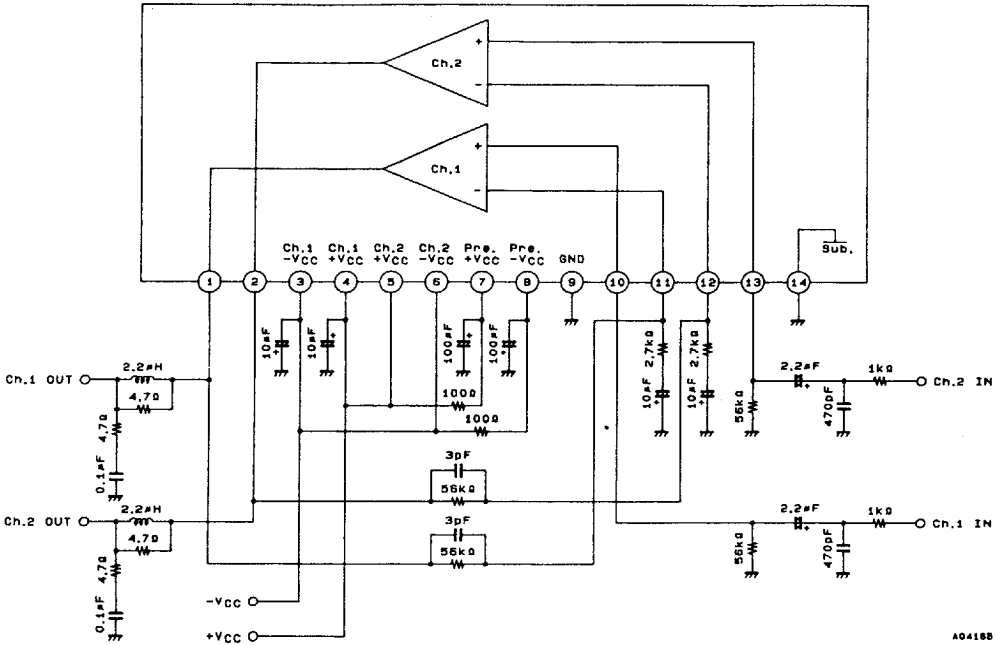 Ch.2
+
−
Ch.1
+
−
Sub.
Ch.1 Ch.1 Ch.2 Ch.2 Pre. Pre.
-VCC +VCC +VCC -VCC +VCC -VCC GND
1 2 3 4 5 6 7 8 9 10 11 12 13 14
10μF 10μF 100μF 100μF 2.7kΩ 2.7kΩ
+ + + +
10μF 10μF
+ +
Ch.1 OUT 2.2μH
4.7Ω
4.7Ω
0.1μF
100Ω
100Ω
2.2μF 1kΩ
+
Ch.2 IN
56kΩ 470pF
3pF
56kΩ
Ch.2 OUT 2.2μH
4.7Ω
4.7Ω
0.1μF
3pF
56kΩ
2.2μF 1kΩ
+
Ch.1 IN
56kΩ 470pF
-VCC
+VCC
A04168